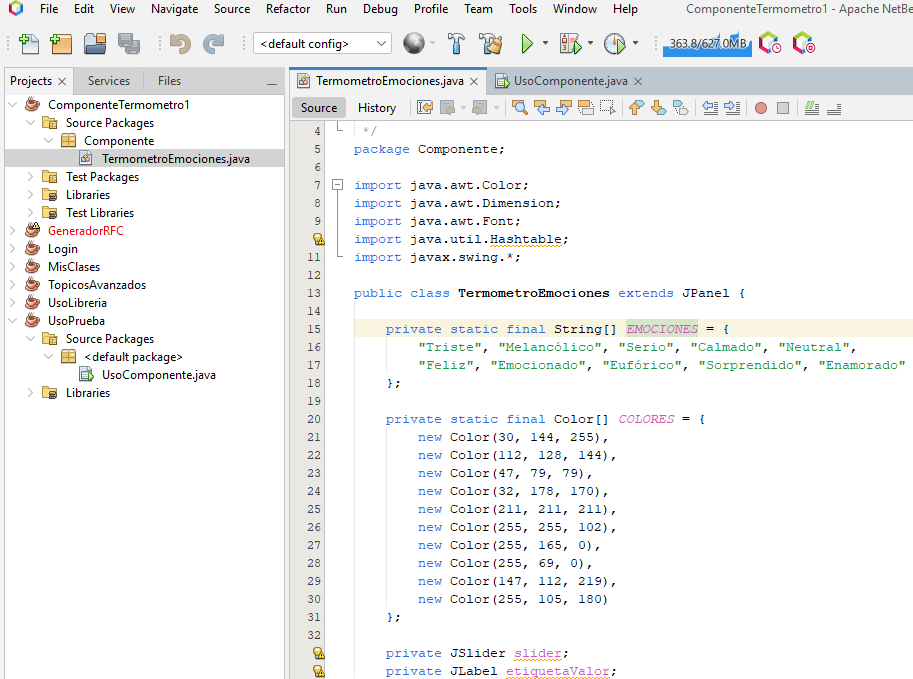 File Edit View Navigate Source Refactor Run Debug Profile Team Tools Window Help ComponenteTermometro1 - Apache NetBe
<default config> 363.8/627.0MB
Projects Services Files
TermometroEmociones.java UsoComponente.java
Source History
ComponenteTermometro1
Source Packages
Componente
TermometroEmociones.java
Test Packages
Libraries
Test Libraries
GeneradorRFC
Login
MisClases
TopicosAvanzados
UsoLibreria
UsoPrueba
Source Packages
<default package>
UsoComponente.java
Libraries
4 */
5 package Componente;
6
7 import java.awt.Color;
8 import java.awt.Dimension;
9 import java.awt.Font;
import java.util.Hashtable;
11 import javax.swing.*;
12
13 public class TermometroEmociones extends JPanel {
14
15 private static final String[] EMOCIONES = {
16 "Triste", "Melancólico", "Serio", "Calmado", "Neutral",
17 "Feliz", "Emocionado", "Eufórico", "Sorprendido", "Enamorado"
18 };
19
20 private static final Color[] COLORES = {
21 new Color(30, 144, 255),
22 new Color(112, 128, 144),
23 new Color(47, 79, 79),
24 new Color(32, 178, 170),
25 new Color(211, 211, 211),
26 new Color(255, 255, 102),
27 new Color(255, 165, 0),
28 new Color(255, 69, 0),
29 new Color(147, 112, 219),
30 new Color(255, 105, 180)
31 };
32
private JSlider slider;
private JLabel etiquetaValor;